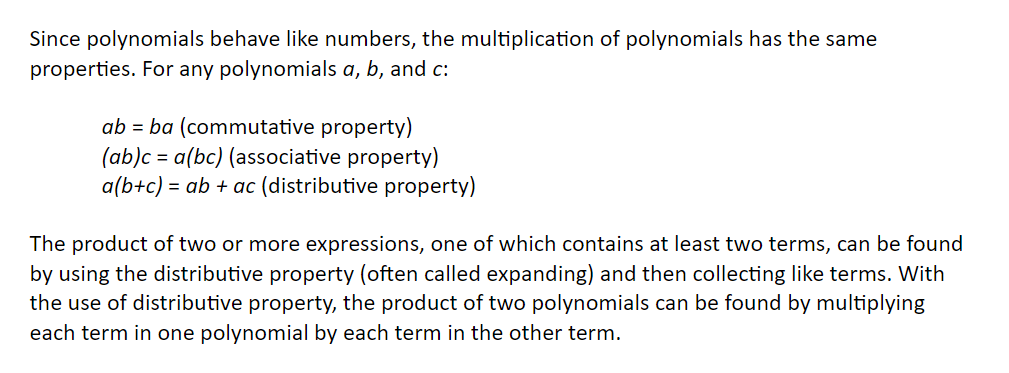 Since polynomials behave like numbers, the multiplication of polynomials has the same
properties. For any polynomials a, b, and c:
ab = ba (commutative property)
(ab)c = a(bc) (associative property)
a(b+c) = ab + ac (distributive property)
The product of two or more expressions, one of which contains at least two terms, can be found
by using the distributive property (often called expanding) and then collecting like terms. With
the use of distributive property, the product of two polynomials can be found by multiplying
each term in one polynomial by each term in the other term.